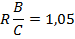 R B/C = 1,05